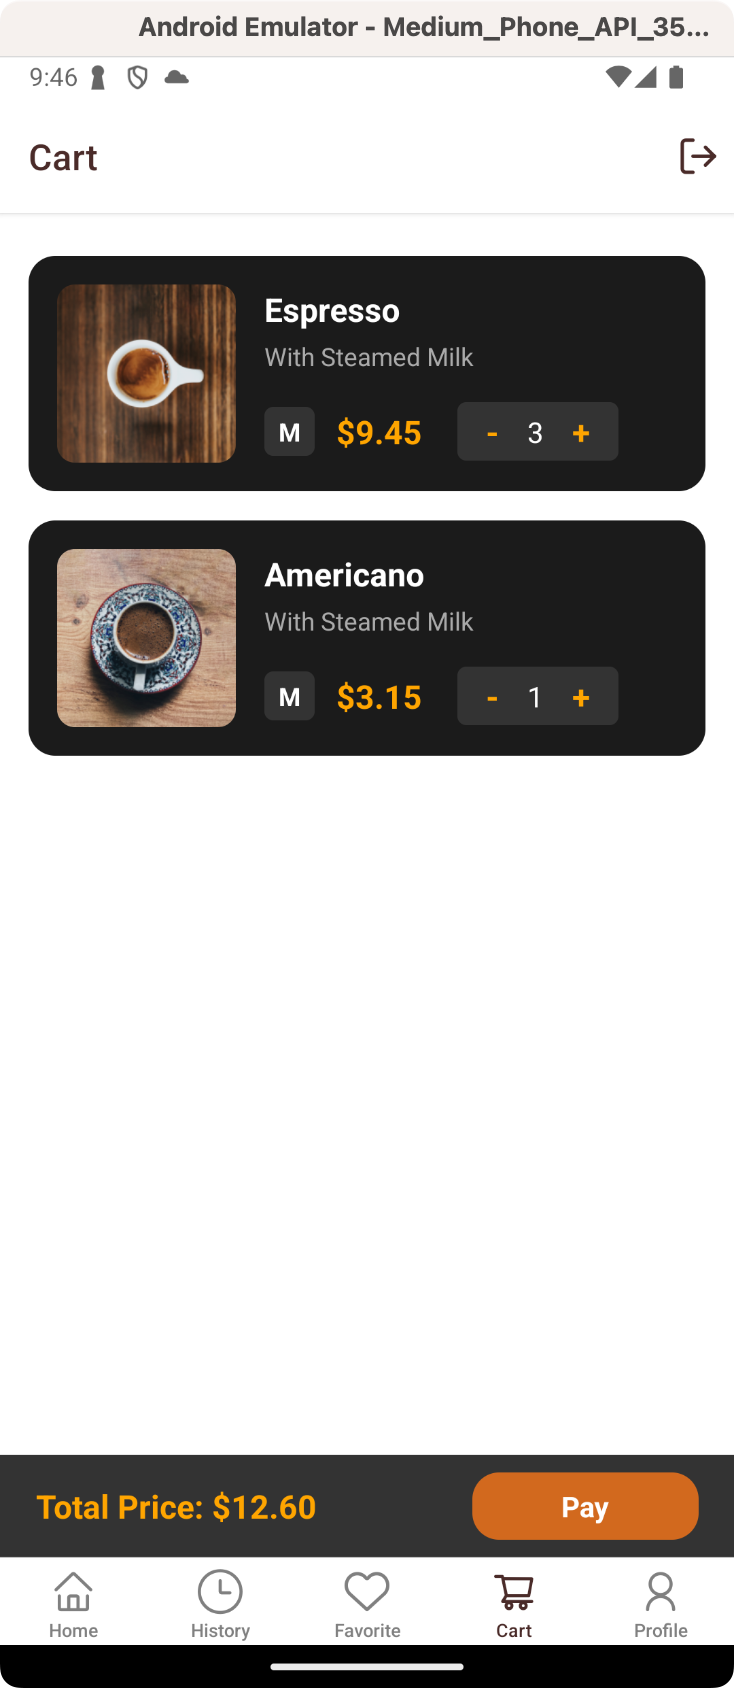 Android Emulator - Medium_Phone_API_35...
9:46
Cart
Espresso
With Steamed Milk
M $9.45 - 3 +
Americano
With Steamed Milk
M $3.15 - 1 +
Total Price: $12.60 Pay
Home History Favorite Cart Profile